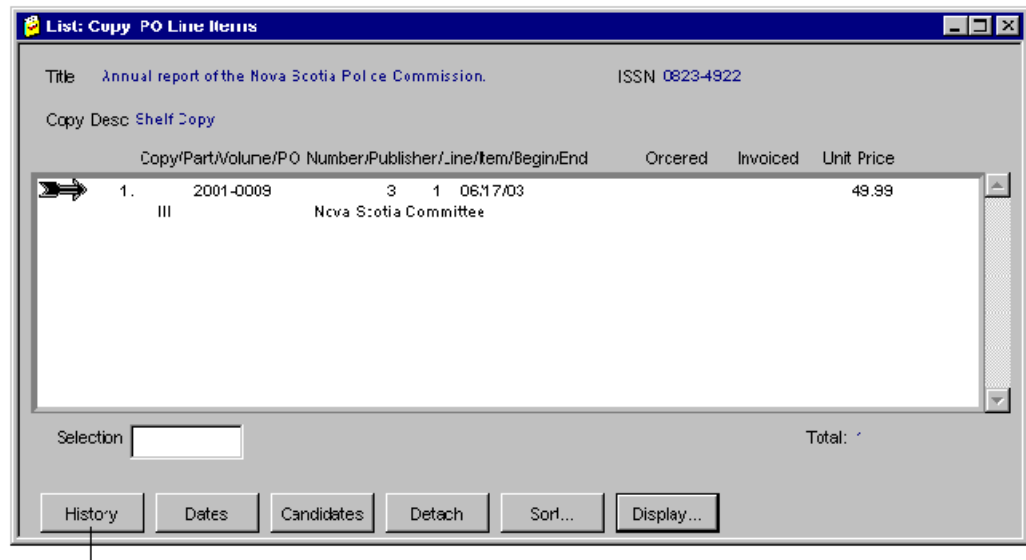 List: Copy PO Line Items
Title Annual report of the Nova Scotia Police Commission. ISSN 0823-4922
Copy Desc Shelf Copy
Copy/Part/Volume/PO Number/Publisher/Line/Item/Begin/End Ordered Invoiced Unit Price
1. 2001-0009 3 1 06/17/03 49.99
III Nova Scotia Committee
Selection Total: 1
History Dates Candidates Detach Sort... Display...